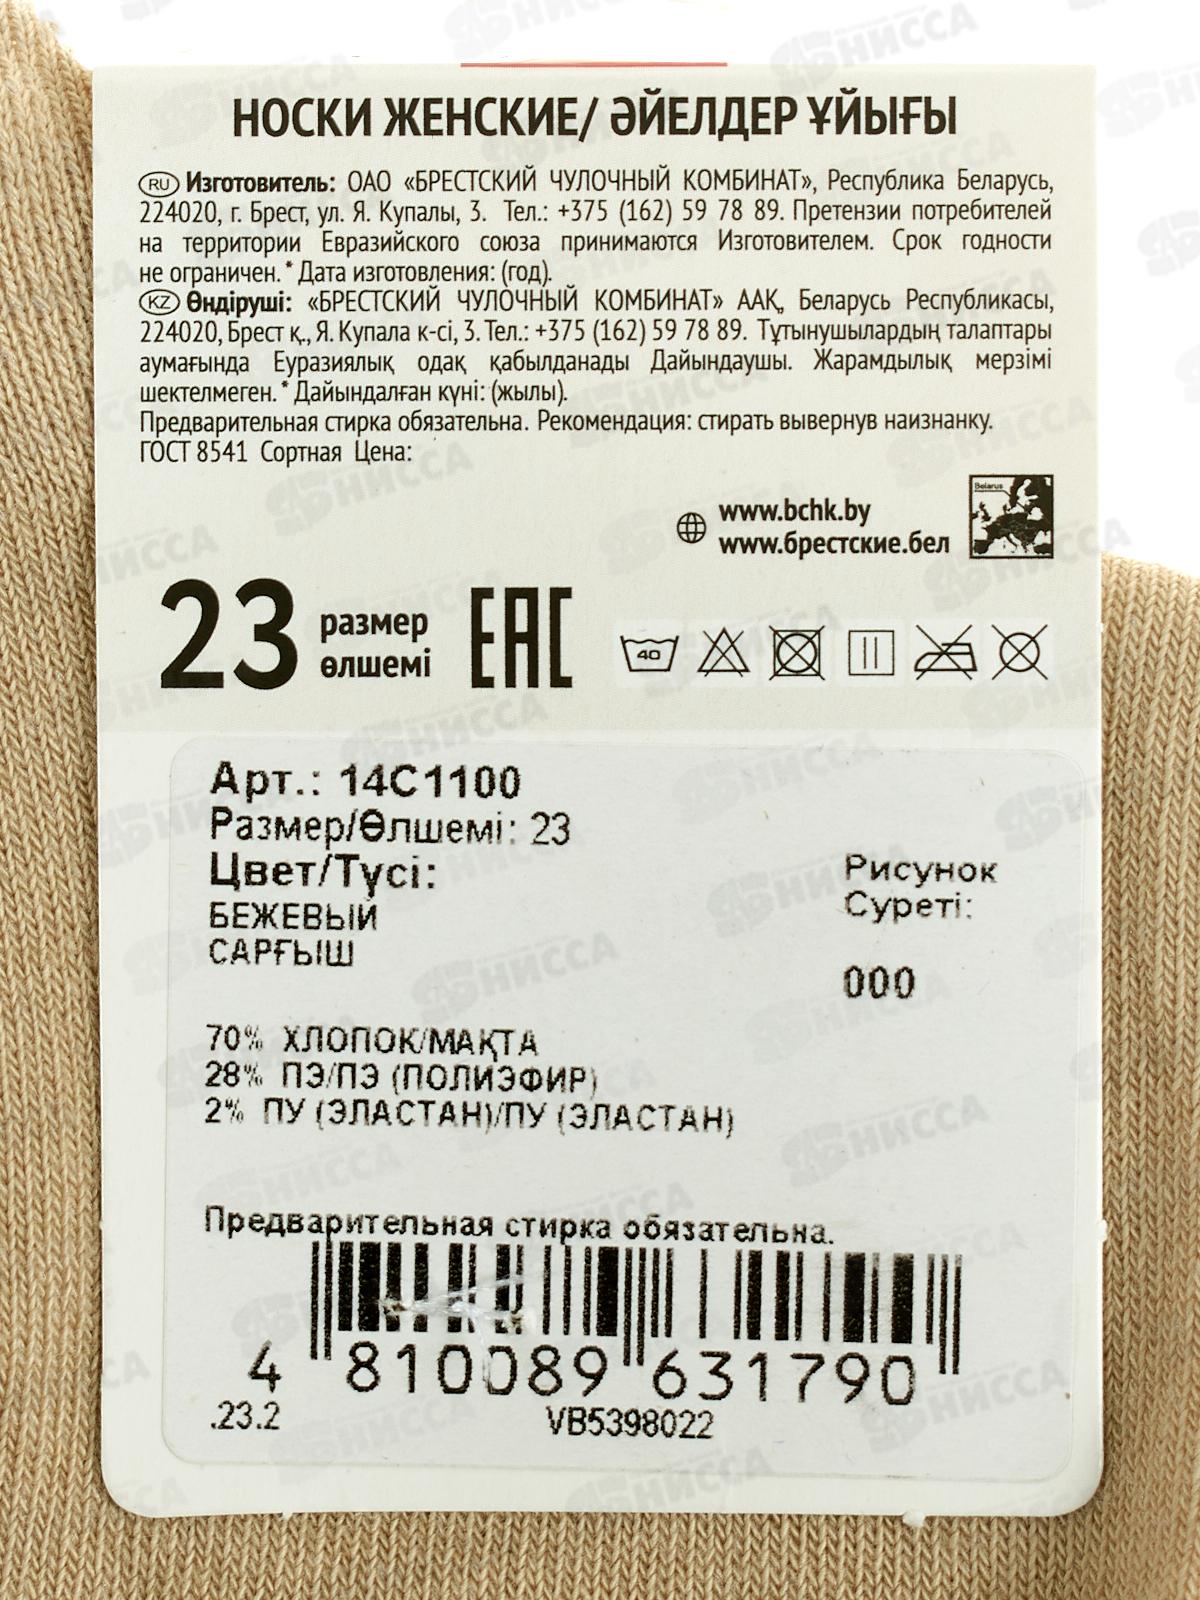 НОСКИ ЖЕНСКИЕ/ ӘЙЕЛДЕР ҰЙЫҒЫ
RU Изготовитель: ОАО «БРЕСТСКИЙ ЧУЛОЧНЫЙ КОМБИНАТ», Республика Беларусь,
224020, г. Брест, ул. Я. Купалы, 3. Тел.: +375 (162) 59 78 89. Претензии потребителей
на территории Евразийского союза принимаются Изготовителем. Срок годности
не ограничен. * Дата изготовления: (год).
KZ Өндіруші: «БРЕСТСКИЙ ЧУЛОЧНЫЙ КОМБИНАТ» ААҚ, Беларусь Республикасы,
224020, Брест қ., Я. Купала к-сі, 3. Тел.: +375 (162) 59 78 89. Тұтынушылардың талаптары
аумағында Еуразиялық одақ қабылданады Дайындаушы. Жарамдылық мерзімі
шектелмеген. * Дайындалған күні: (жылы).
Предварительная стирка обязательна. Рекомендация: стирать вывернув наизнанку.
ГОСТ 8541 Сортная Цена:
Belarus
www.bchk.by
www.брестские.бел
23 размер
өлшемі
EAC
40
Арт.: 14С1100
Размер/Өлшемі: 23
Цвет/Түсі:
БЕЖЕВЫЙ
САРҒЫШ
Рисунок
Суреті:
000
70% ХЛОПОК/МАҚТА
28% ПЭ/ПЭ (ПОЛИЭФИР)
2% ПУ (ЭЛАСТАН)/ПУ (ЭЛАСТАН)
Предварительная стирка обязательна.
4 810089 631790
.23.2 VB5398022
НИССА